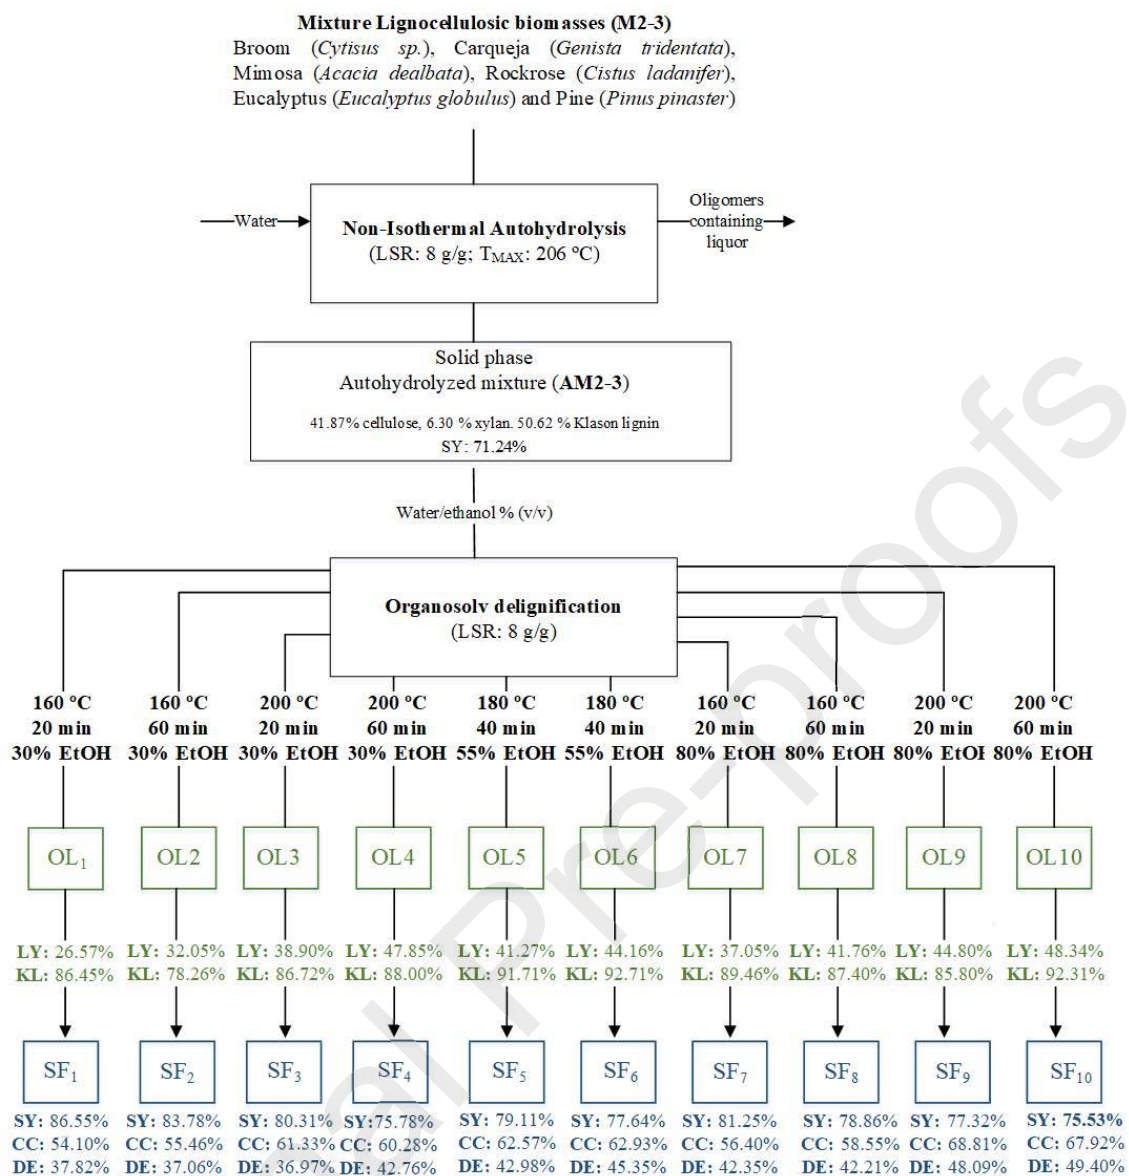 Mixture Lignocellulosic biomasses (M2-3)
Broom (Cytisus sp.), Carqueja (Genista tridentata),
Mimosa (Acacia dealbata), Rockrose (Cistus ladanifer),
Eucalyptus (Eucalyptus globulus) and Pine (Pinus pinaster)
Water
Non-Isothermal Autohydrolysis
(LSR: 8 g/g; TMAX: 206 ºC)
Oligomers
containing
liquor
Solid phase
Autohydrolyzed mixture (AM2-3)
41.87% cellulose, 6.30 % xylan. 50.62 % Klason lignin
SY: 71.24%
Water/ethanol % (v/v)
Organosolv delignification
(LSR: 8 g/g)
160 ºC 160 ºC 200 ºC 200 ºC 180 ºC 180 ºC 160 ºC 160 ºC 200 ºC 200 ºC
20 min 60 min 20 min 60 min 40 min 40 min 20 min 60 min 20 min 60 min
30% EtOH 30% EtOH 30% EtOH 30% EtOH 55% EtOH 55% EtOH 80% EtOH 80% EtOH 80% EtOH 80% EtOH
OL1 OL2 OL3 OL4 OL5 OL6 OL7 OL8 OL9 OL10
LY: 26.57% LY: 32.05% LY: 38.90% LY: 47.85% LY: 41.27% LY: 44.16% LY: 37.05% LY: 41.76% LY: 44.80% LY: 48.34%
KL: 86.45% KL: 78.26% KL: 86.72% KL: 88.00% KL: 91.71% KL: 92.71% KL: 89.46% KL: 87.40% KL: 85.80% KL: 92.31%
SF1 SF2 SF3 SF4 SF5 SF6 SF7 SF8 SF9 SF10
SY: 86.55% SY: 83.78% SY: 80.31% SY: 75.78% SY: 79.11% SY: 77.64% SY: 81.25% SY: 78.86% SY: 77.32% SY: 75.53%
CC: 54.10% CC: 55.46% CC: 61.33% CC: 60.28% CC: 62.57% CC: 62.93% CC: 56.40% CC: 58.55% CC: 68.81% CC: 67.92%
DE: 37.82% DE: 37.06% DE: 36.97% DE: 42.76% DE: 42.98% DE: 45.35% DE: 42.35% DE: 42.21% DE: 48.09% DE: 49.40%
nal Pre-proofs